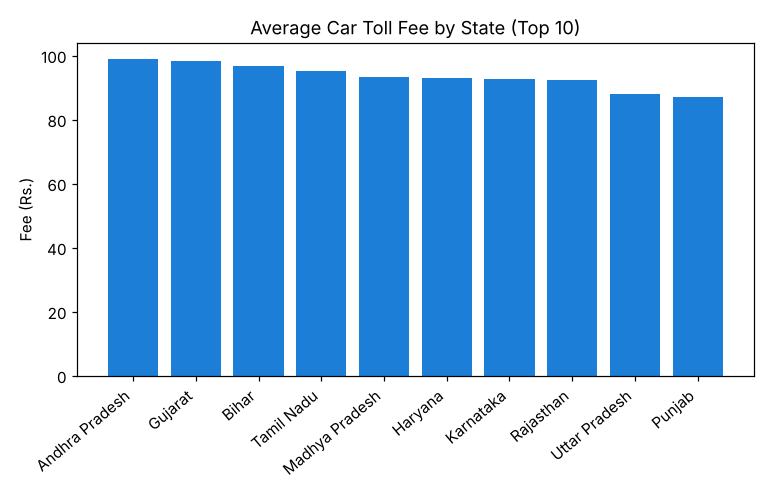 Average Car Toll Fee by State (Top 10)
Fee (Rs.)
100
80
60
40
20
0
Andhra Pradesh
Gujarat
Bihar
Tamil Nadu
Madhya Pradesh
Haryana
Karnataka
Rajasthan
Uttar Pradesh
Punjab